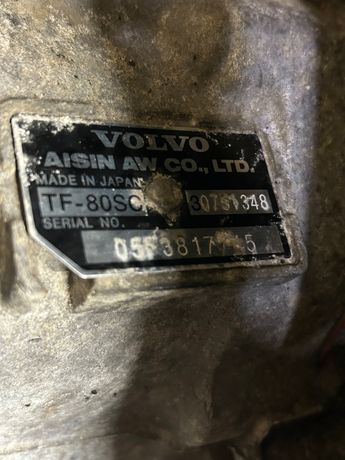 VOLVO
AISIN AW CO., LTD.
MADE IN JAPAN
TF-80SC 30751348
SERIAL NO.